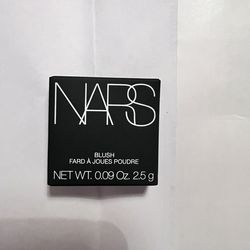 NARS
BLUSH
FARD À JOUES POUDRE
NET WT. 0.09 Oz. 2.5 g